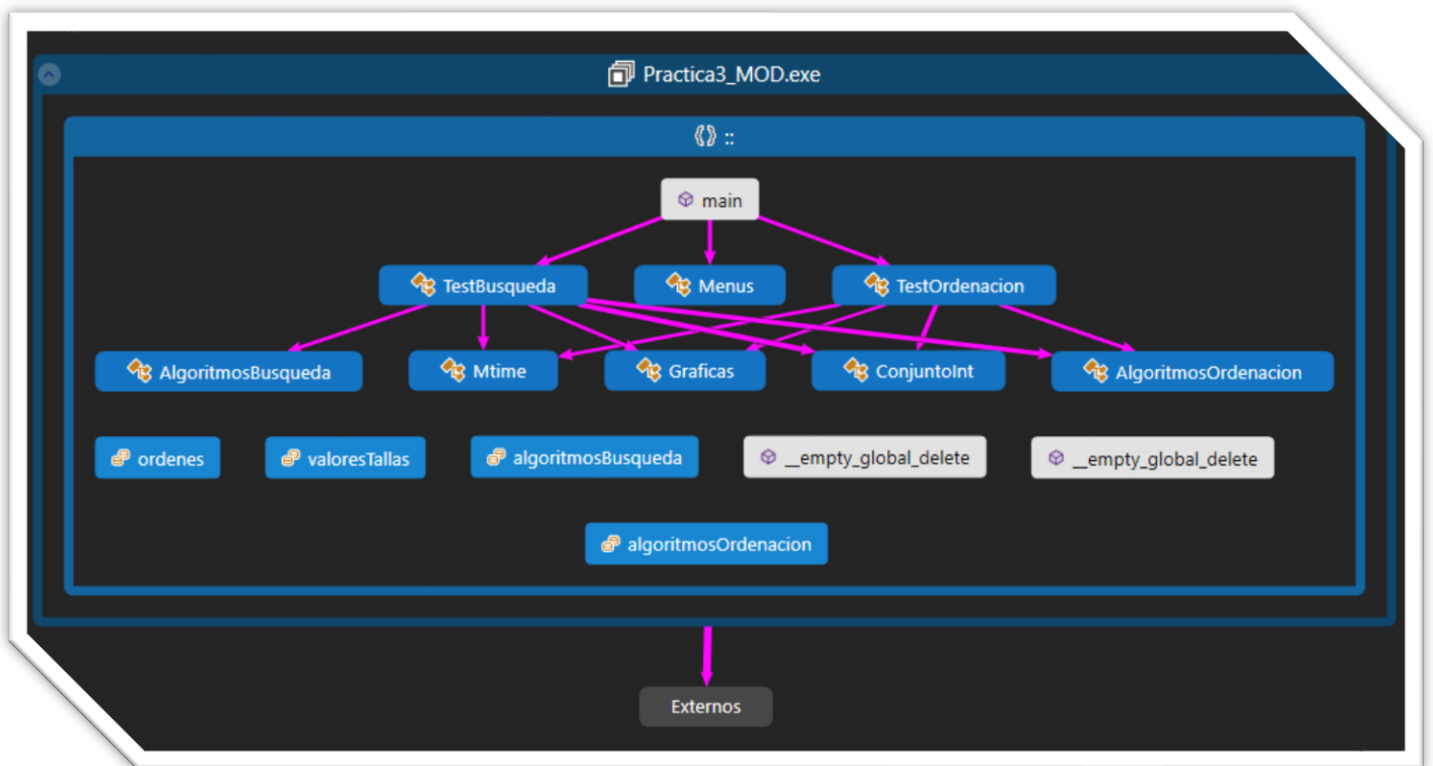 Practica3_MOD.exe
{} ::
main
TestBusqueda
Menus
TestOrdenacion
AlgoritmosBusqueda
Mtime
Graficas
ConjuntoInt
AlgoritmosOrdenacion
ordenes
valoresTallas
algoritmosBusqueda
__empty_global_delete
__empty_global_delete
algoritmosOrdenacion
Externos